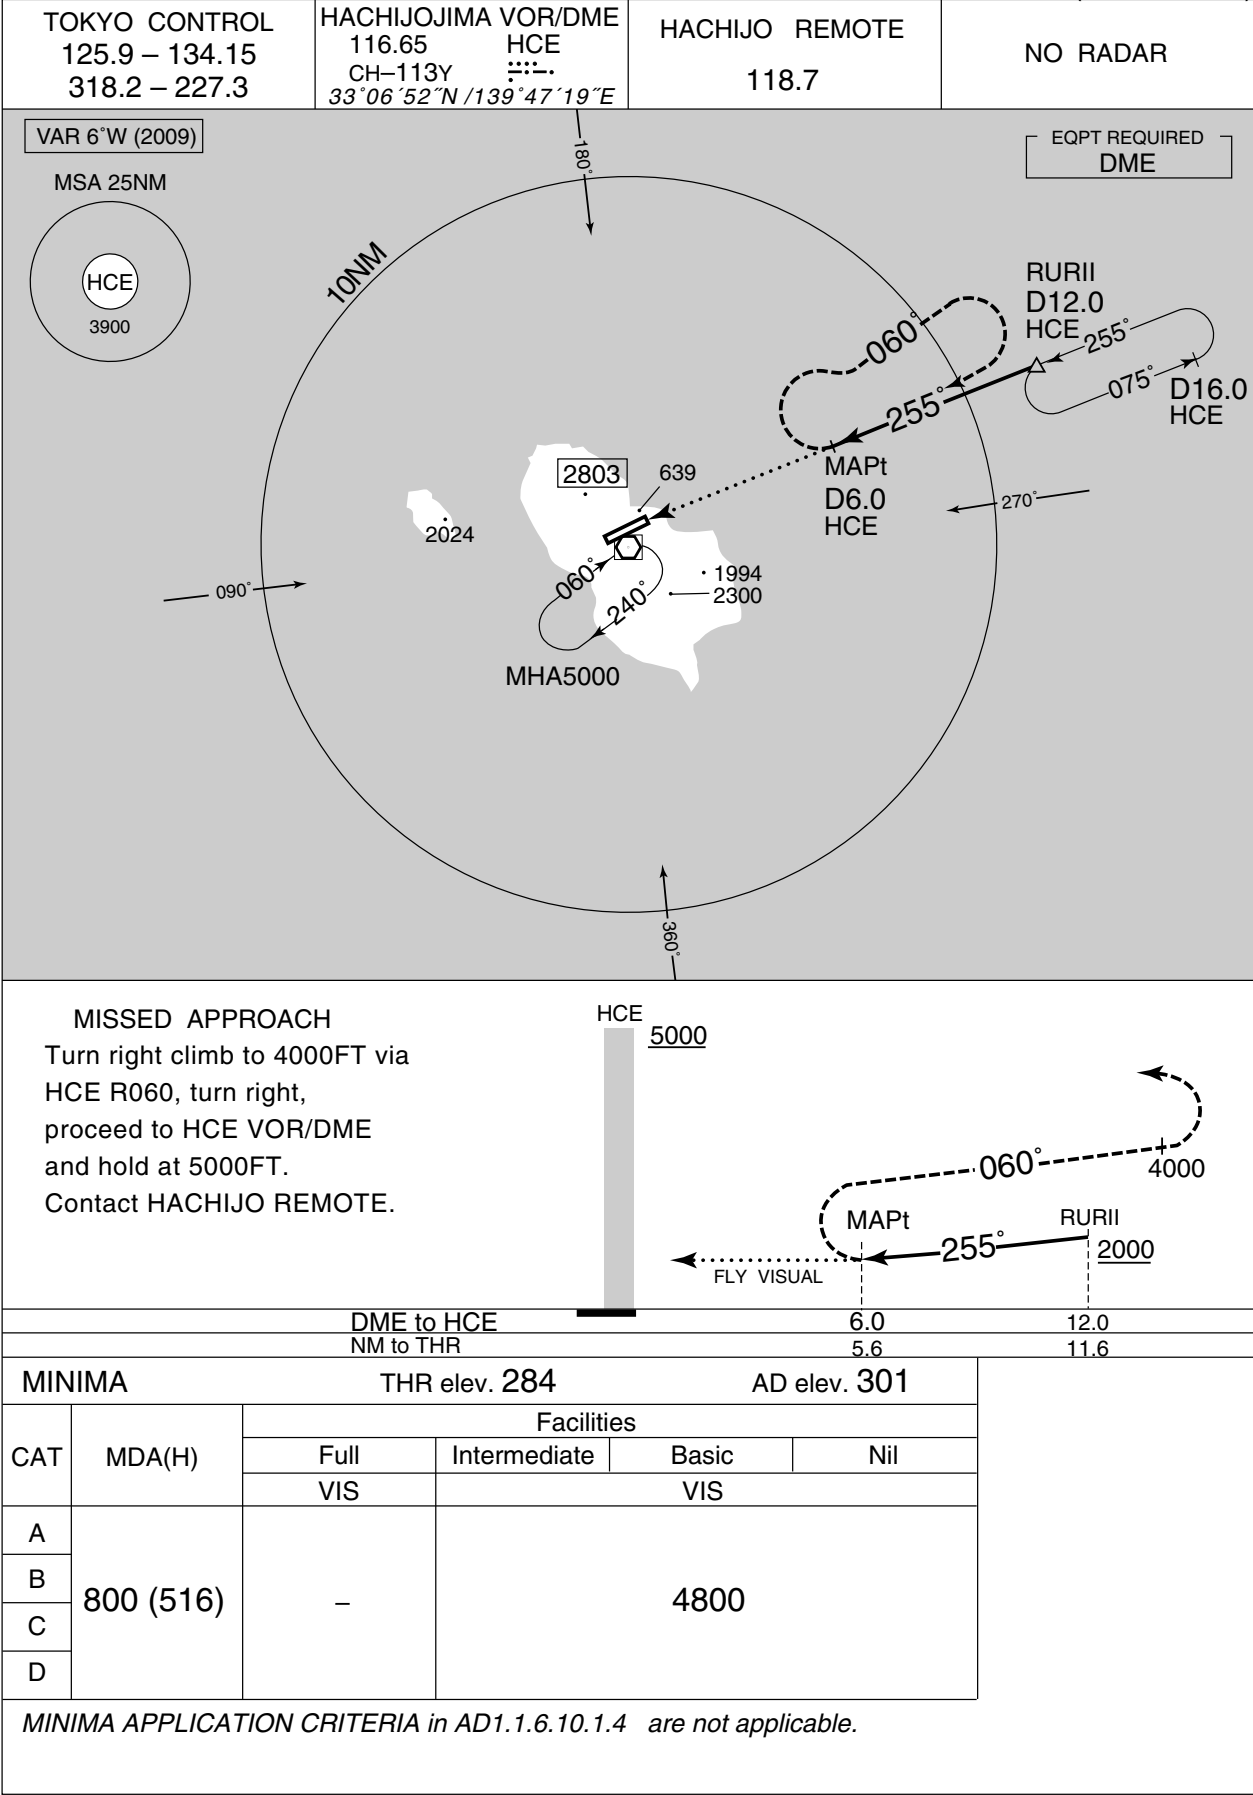 TOKYO CONTROL
125.9 – 134.15
318.2 – 227.3
HACHIJOJIMA VOR/DME
116.65 HCE
CH–113Y
33°06´52˝N /139°47´19˝E
HACHIJO REMOTE
118.7
NO RADAR
VAR 6°W (2009)
MSA 25NM
HCE
3900
EQPT REQUIRED
DME
180°
10NM
RURII
D12.0
HCE
255°
075°
D16.0
HCE
060°
255°
MAPt
D6.0
HCE
270°
2803
639
2024
090°
060°
240°
1994
2300
MHA5000
360°
MISSED APPROACH
Turn right climb to 4000FT via
HCE R060, turn right,
proceed to HCE VOR/DME
and hold at 5000FT.
Contact HACHIJO REMOTE.
HCE
5000
060°
4000
MAPt
RURII
255°
2000
FLY VISUAL
DME to HCE 6.0 12.0
NM to THR 5.6 11.6
MINIMA THR elev. 284 AD elev. 301
CAT MDA(H) Facilities
Full Intermediate Basic Nil
VIS VIS
A
B
C
D
800 (516) – 4800
MINIMA APPLICATION CRITERIA in AD1.1.6.10.1.4 are not applicable.